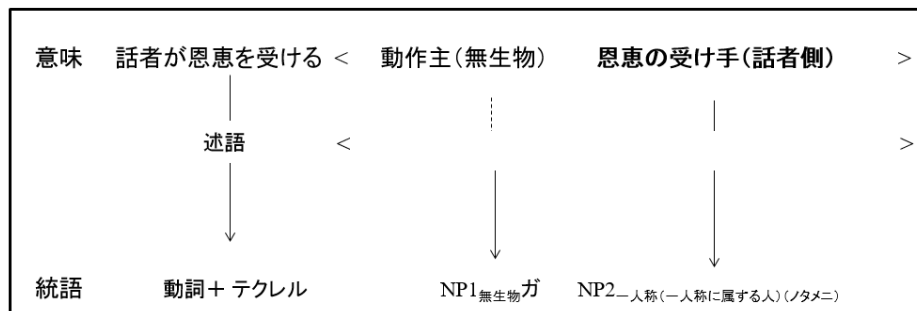 意味 話者が恩恵を受ける < 動作主(無生物) 恩恵の受け手(話者側) >
述語 < >
統語 動詞＋テクレル NP1無生物ガ NP2一人称(一人称に属する人)(ノタメニ)